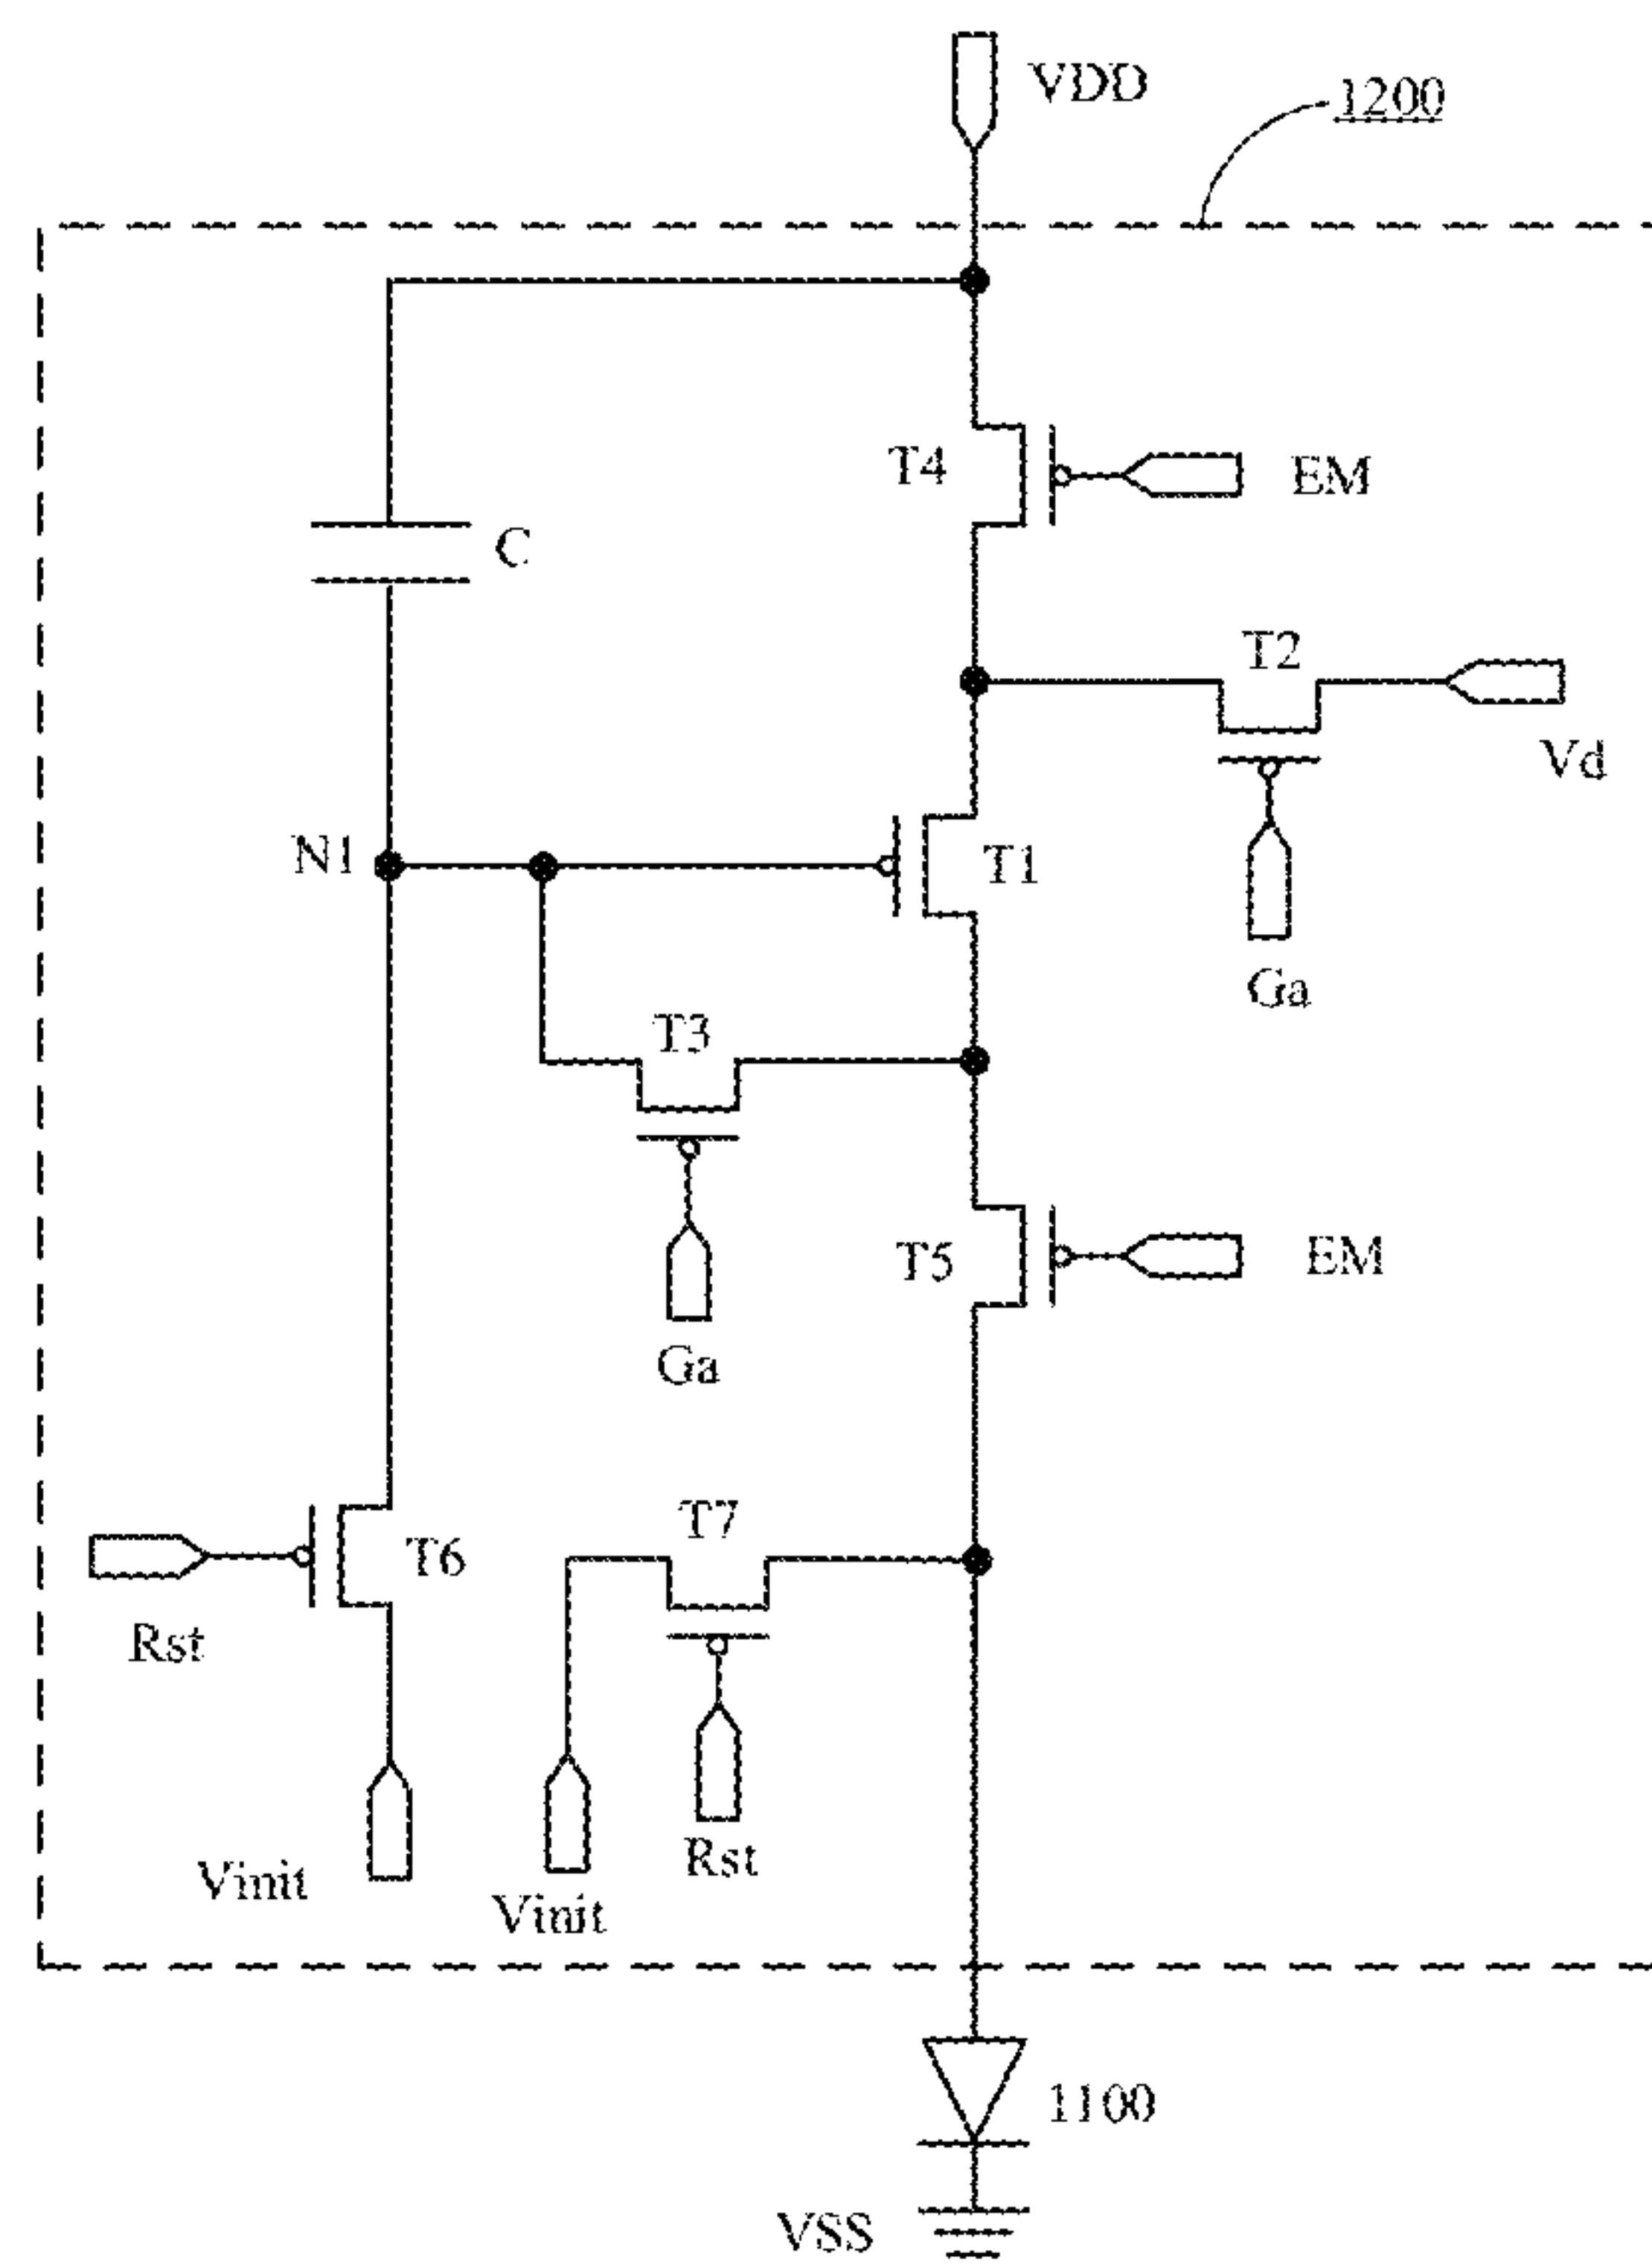 VDD
1200
T4
EM
C
T2
Vd
N1
T1
Ga
T3
T5
EM
Ga
T7
T6
Rst
Rst
Vinit
Vinit
1100
VSS